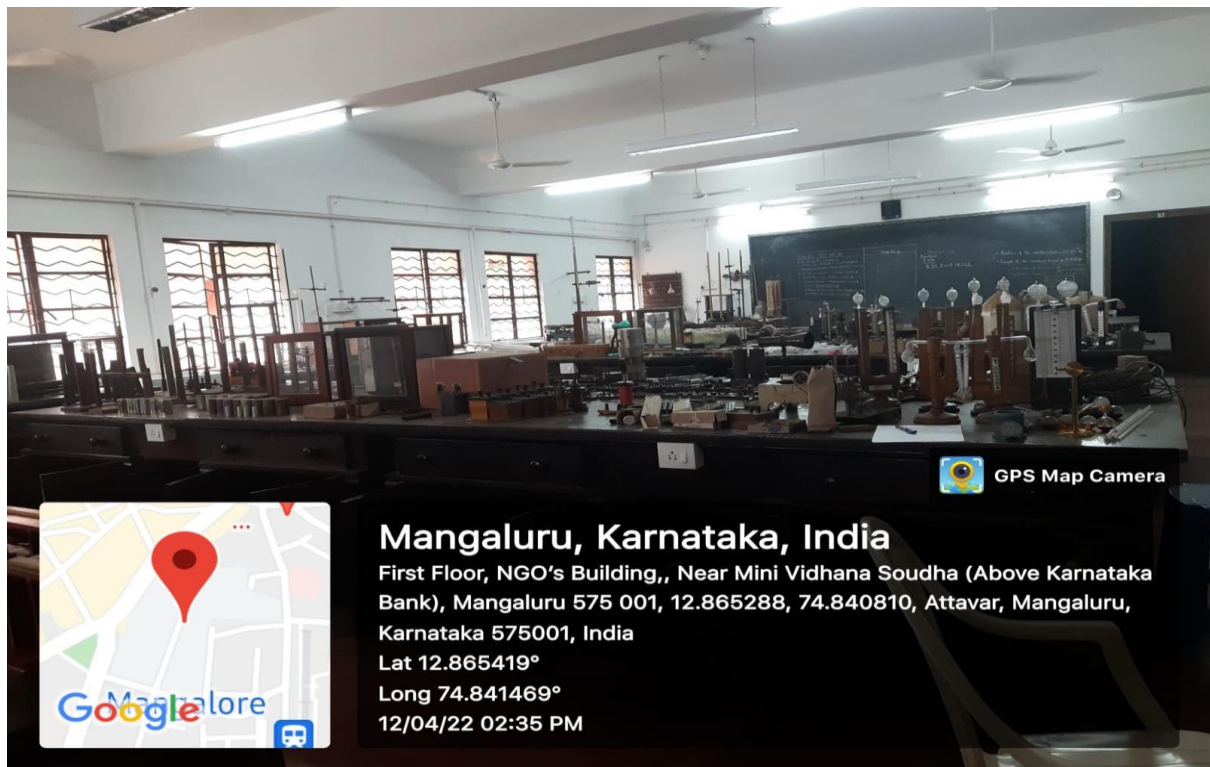 52
GPS Map Camera
Mangaluru, Karnataka, India
First Floor, NGO's Building,, Near Mini Vidhana Soudha (Above Karnataka
Bank), Mangaluru 575 001, 12.865288, 74.840810, Attavar, Mangaluru,
Karnataka 575001, India
Lat 12.865419°
Long 74.841469°
12/04/22 02:35 PM
Mangalore
Google